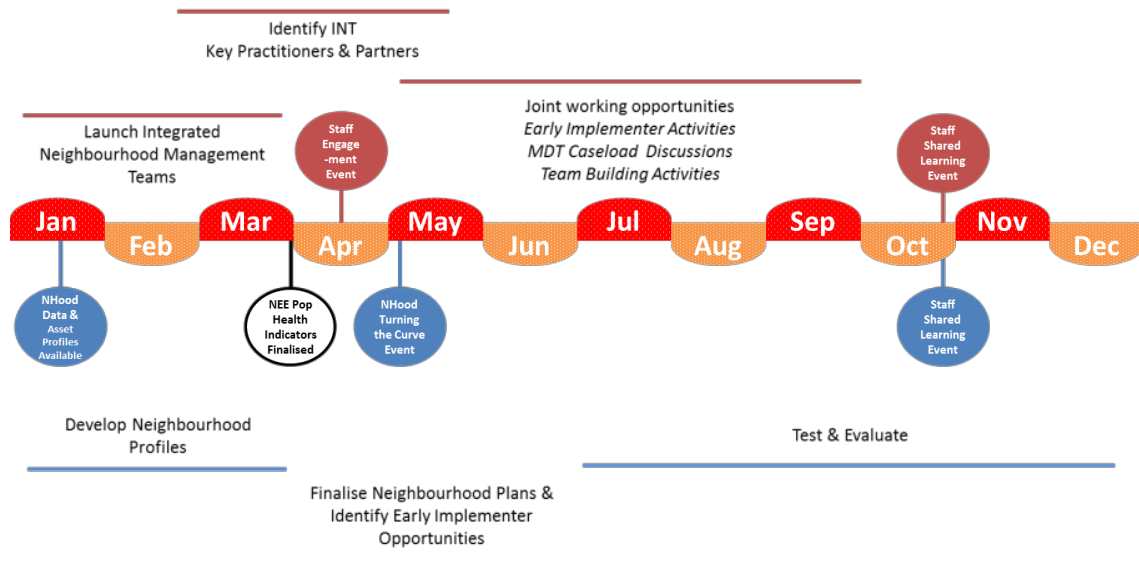 Identify INT
Key Practitioners & Partners
Launch Integrated
Neighbourhood Management
Teams
Staff
Engage
-ment
Event
Joint working opportunities
Early Implementer Activities
MDT Caseload Discussions
Team Building Activities
Staff
Shared
Learning
Event
Jan
Feb
Mar
Apr
May
Jun
Jul
Aug
Sep
Oct
Nov
Dec
NHood
Data &
Asset
Profiles
Available
NEE Pop
Health
Indicators
Finalised
NHood
Turning
the Curve
Event
Staff
Shared
Learning
Event
Develop Neighbourhood
Profiles
Test & Evaluate
Finalise Neighbourhood Plans &
Identify Early Implementer
Opportunities